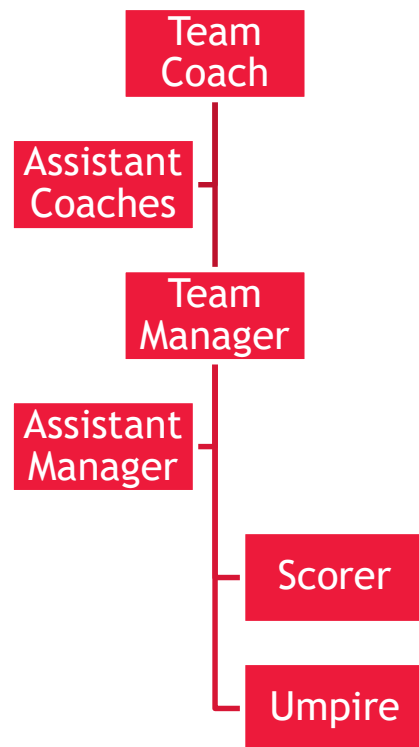 Team
Coach
Assistant
Coaches
Team
Manager
Assistant
Manager
Scorer
Umpire